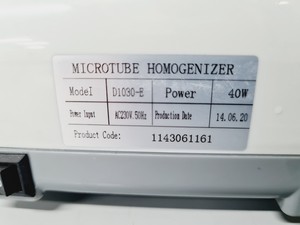 MICROTUBE HOMOGENIZER
Model D1030-E Power 40W
Power Input AC230V.50Hz Production Date 14.06.20
Product Code: 1143061161